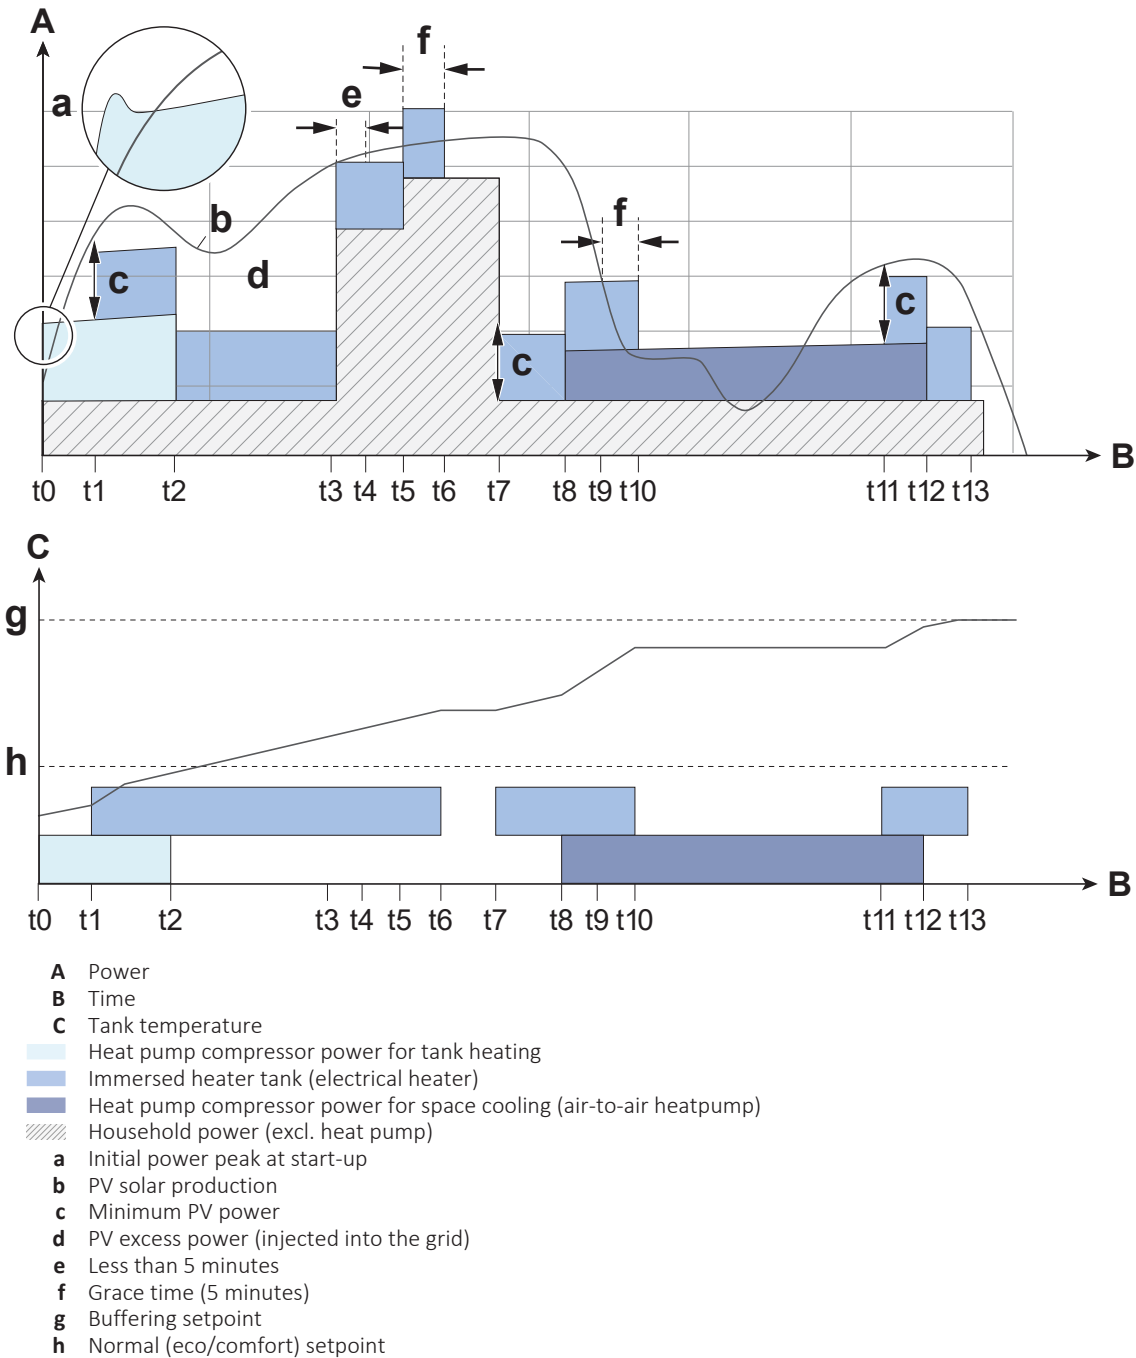 A
f
e
a
b
f
d
c
c
c
B
t0 t1 t2 t3 t4 t5 t6 t7 t8 t9 t10 t11 t12 t13
C
g
h
B
t0 t1 t2 t3 t4 t5 t6 t7 t8 t9 t10 t11 t12 t13
A Power
B Time
C Tank temperature
Heat pump compressor power for tank heating
Immersed heater tank (electrical heater)
Heat pump compressor power for space cooling (air-to-air heatpump)
Household power (excl. heat pump)
a Initial power peak at start-up
b PV solar production
c Minimum PV power
d PV excess power (injected into the grid)
e Less than 5 minutes
f Grace time (5 minutes)
g Buffering setpoint
h Normal (eco/comfort) setpoint